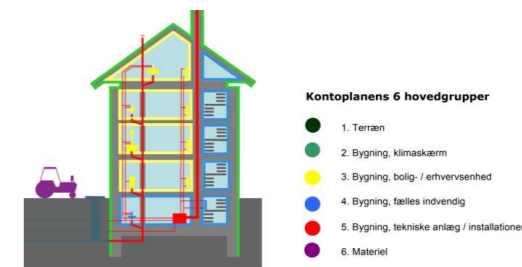 Kontoplanens 6 hovedgrupper
1. Terræn
2. Bygning, klimaskærm
3. Bygning, bolig- / erhvervsenhed
4. Bygning, fælles indvendig
5. Bygning, tekniske anlæg / installationer
6. Materiel